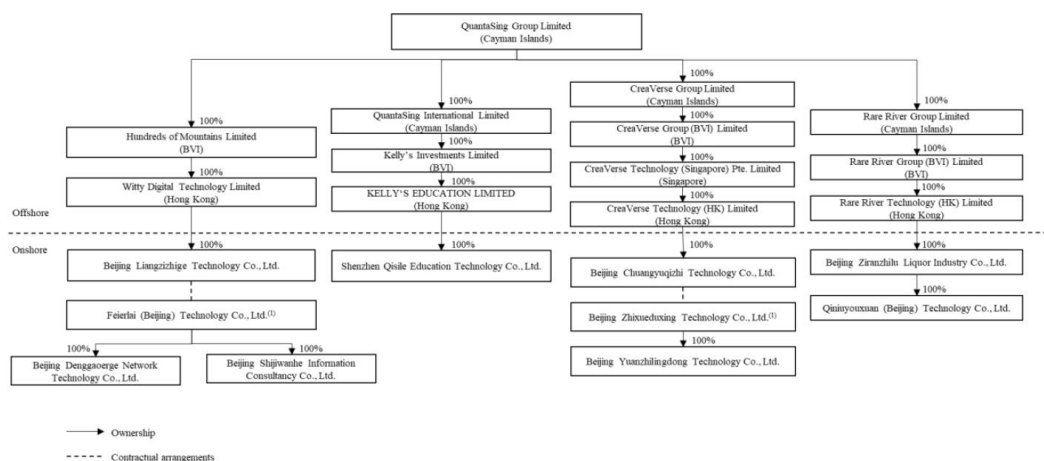 QuantaSing Group Limited
(Cayman Islands)
100%
100%
100%
100%
Hundreds of Mountains Limited
(BVI)
100%
Witty Digital Technology Limited
(Hong Kong)
QuantaSing International Limited
(Cayman Islands)
100%
Kelly's Investments Limited
(BVI)
100%
KELLY'S EDUCATION LIMITED
(Hong Kong)
CreaVerse Group Limited
(Cayman Islands)
100%
CreaVerse Group (BVI) Limited
(BVI)
100%
CreaVerse Technology (Singapore) Pte. Limited
(Singapore)
100%
CreaVerse Technology (HK) Limited
(Hong Kong)
Rare River Group Limited
(Cayman Islands)
100%
Rare River Group (BVI) Limited
(BVI)
100%
Rare River Technology (HK) Limited
(Hong Kong)
Offshore
Onshore
100%
Beijing Liangzizhige Technology Co., Ltd.
Feierlai (Beijing) Technology Co., Ltd.(1)
100%
100%
Beijing Denggaoerge Network
Technology Co., Ltd.
Beijing Shijiwanhe Information
Consultancy Co., Ltd.
100%
Shenzhen Qisile Education Technology Co., Ltd.
100%
Beijing Chuangyuqizhi Technology Co., Ltd.
Beijing Zhixueduxing Technology Co., Ltd.(1)
100%
Beijing Yuanzhilingdong Technology Co., Ltd.
100%
Beijing Ziranzhilu Liquor Industry Co., Ltd.
100%
Qiniuyouxuan (Beijing) Technology Co., Ltd.
Ownership
Contractual arrangements